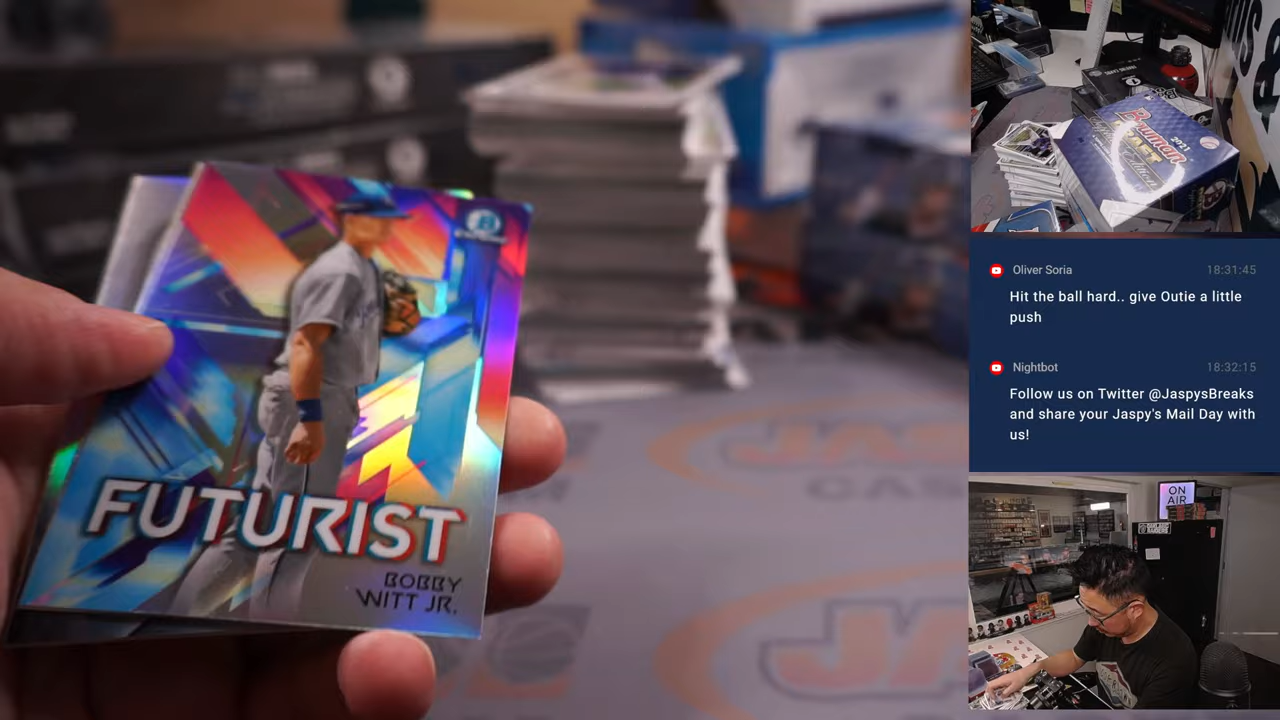 FUTURIST
BOBBY
WITT JR.
Bowman
Oliver Soria 18:31:45
Hit the ball hard.. give Outie a little
push
Nightbot 18:32:15
Follow us on Twitter @JaspysBreaks
and share your Jaspy's Mail Day with
us!
ON
AIR